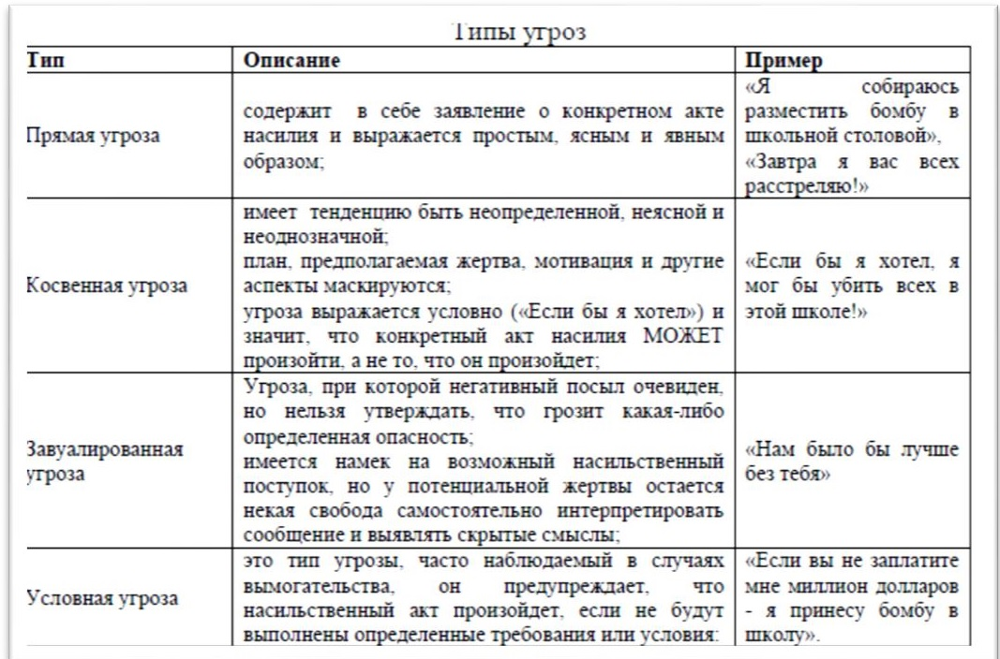 Типы угроз
Тип
Описание
Пример
Прямая угроза
содержит в себе заявление о конкретном акте
насилия и выражается простым, ясным и явным
образом;
«Я собираюсь
разместить бомбу в
школьной столовой»,
«Завтра я вас всех
расстреляю!»
Косвенная угроза
имеет тенденцию быть неопределенной, неясной и
неоднозначной;
план, предполагаемая жертва, мотивация и другие
аспекты маскируются;
угроза выражается условно («Если бы я хотел») и
значит, что конкретный акт насилия МОЖЕТ
произойти, а не то, что он произойдет;
«Если бы я хотел, я
мог бы убить всех в
этой школе!»
Завуалированная
угроза
Угроза, при которой негативный посыл очевиден,
но нельзя утверждать, что грозит какая-либо
определенная опасность;
имеется намек на возможный насильственный
поступок, но у потенциальной жертвы остается
некая свобода самостоятельно интерпретировать
сообщение и выявлять скрытые смыслы;
«Нам было бы лучше
без тебя»
Условная угроза
это тип угрозы, часто наблюдаемый в случаях
вымогательства, он предупреждает, что
насильственный акт произойдет, если не будут
выполнены определенные требования или условия:
«Если вы не заплатите
мне миллион долларов
- я принесу бомбу в
школу».